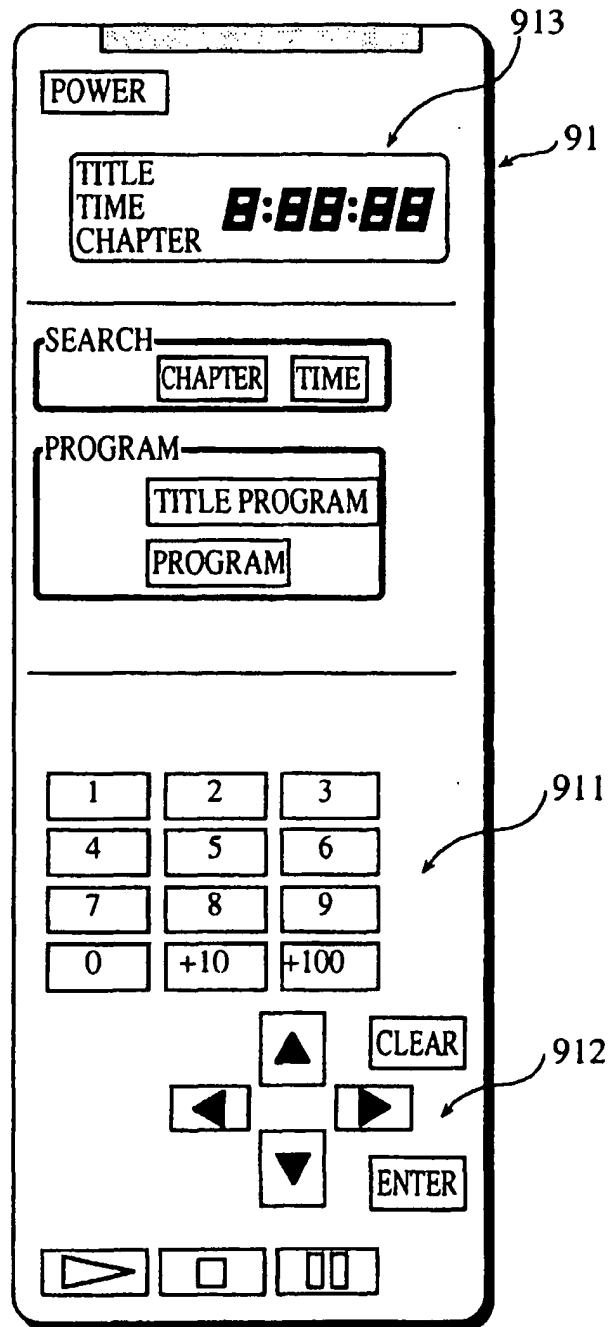 913
POWER
91
TITLE
TIME 8:88:88
CHAPTER
SEARCH
CHAPTER TIME
PROGRAM
TITLE PROGRAM
PROGRAM
1 2 3
911
4 5 6
7 8 9
0 +10 +100
CLEAR
912
ENTER